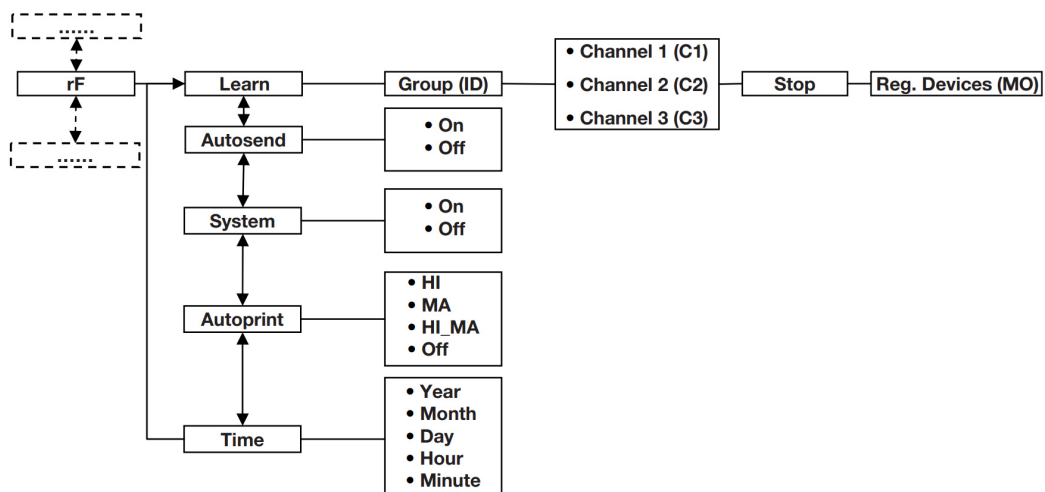 ......
rF
......
Learn
Group (ID)
• Channel 1 (C1)
• Channel 2 (C2)
• Channel 3 (C3)
Stop
Reg. Devices (MO)
Autosend
• On
• Off
System
• On
• Off
Autoprint
• HI
• MA
• HI_MA
• Off
Time
• Year
• Month
• Day
• Hour
• Minute